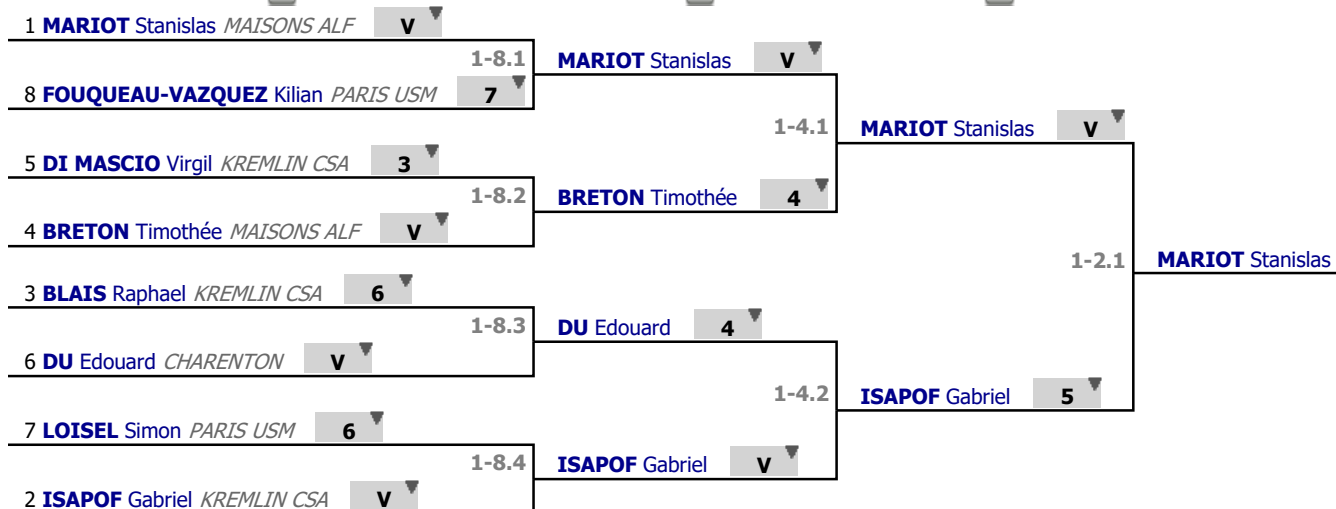 1 MARIOT Stanislas MAISONS ALF V
1-8.1
8 FOUQUEAU-VAZQUEZ Kilian PARIS USM 7
5 DI MASCIO Virgil KREMLIN CSA 3
1-8.2
4 BRETON Timothée MAISONS ALF V
3 BLAIS Raphael KREMLIN CSA 6
1-8.3
6 DU Edouard CHARENTON V
7 LOISEL Simon PARIS USM 6
1-8.4
2 ISAPOF Gabriel KREMLIN CSA V
MARIOT Stanislas V
1-4.1
BRETON Timothée 4
DU Edouard 4
1-4.2
ISAPOF Gabriel V
MARIOT Stanislas V
1-2.1
ISAPOF Gabriel 5
MARIOT Stanislas